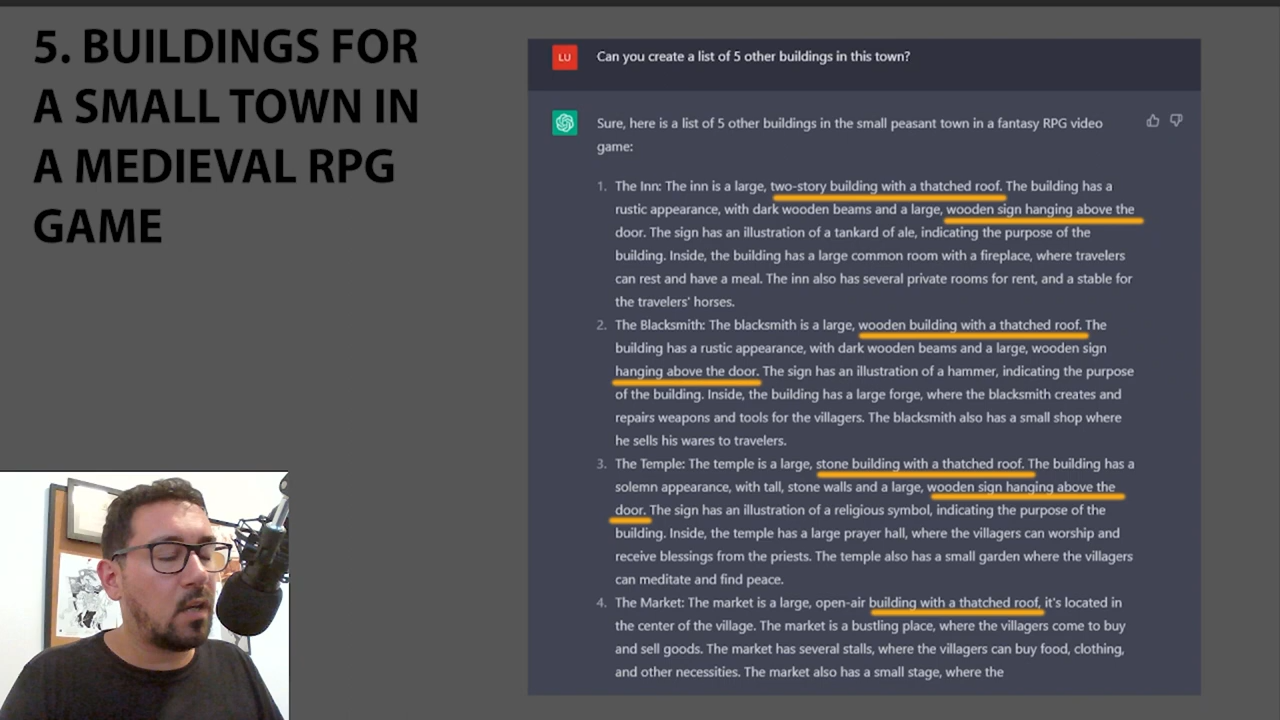 5. BUILDINGS FOR
A SMALL TOWN IN
A MEDIEVAL RPG
GAME
LU
Can you create a list of 5 other buildings in this town?
Sure, here is a list of 5 other buildings in the small peasant town in a fantasy RPG video
game:
1. The Inn: The inn is a large, two-story building with a thatched roof. The building has a
rustic appearance, with dark wooden beams and a large, wooden sign hanging above the
door. The sign has an illustration of a tankard of ale, indicating the purpose of the
building. Inside, the building has a large common room with a fireplace, where travelers
can rest and have a meal. The inn also has several private rooms for rent, and a stable for
the travelers' horses.
2. The Blacksmith: The blacksmith is a large, wooden building with a thatched roof. The
building has a rustic appearance, with dark wooden beams and a large, wooden sign
hanging above the door. The sign has an illustration of a hammer, indicating the purpose
of the building. Inside, the building has a large forge, where the blacksmith creates and
repairs weapons and tools for the villagers. The blacksmith also has a small shop where
he sells his wares to travelers.
3. The Temple: The temple is a large, stone building with a thatched roof. The building has a
solemn appearance, with tall, stone walls and a large, wooden sign hanging above the
door. The sign has an illustration of a religious symbol, indicating the purpose of the
building. Inside, the temple has a large prayer hall, where the villagers can worship and
receive blessings from the priests. The temple also has a small garden where the villagers
can meditate and find peace.
4. The Market: The market is a large, open-air building with a thatched roof, it's located in
the center of the village. The market is a bustling place, where the villagers come to buy
and sell goods. The market has several stalls, where the villagers can buy food, clothing,
and other necessities. The market also has a small stage, where the